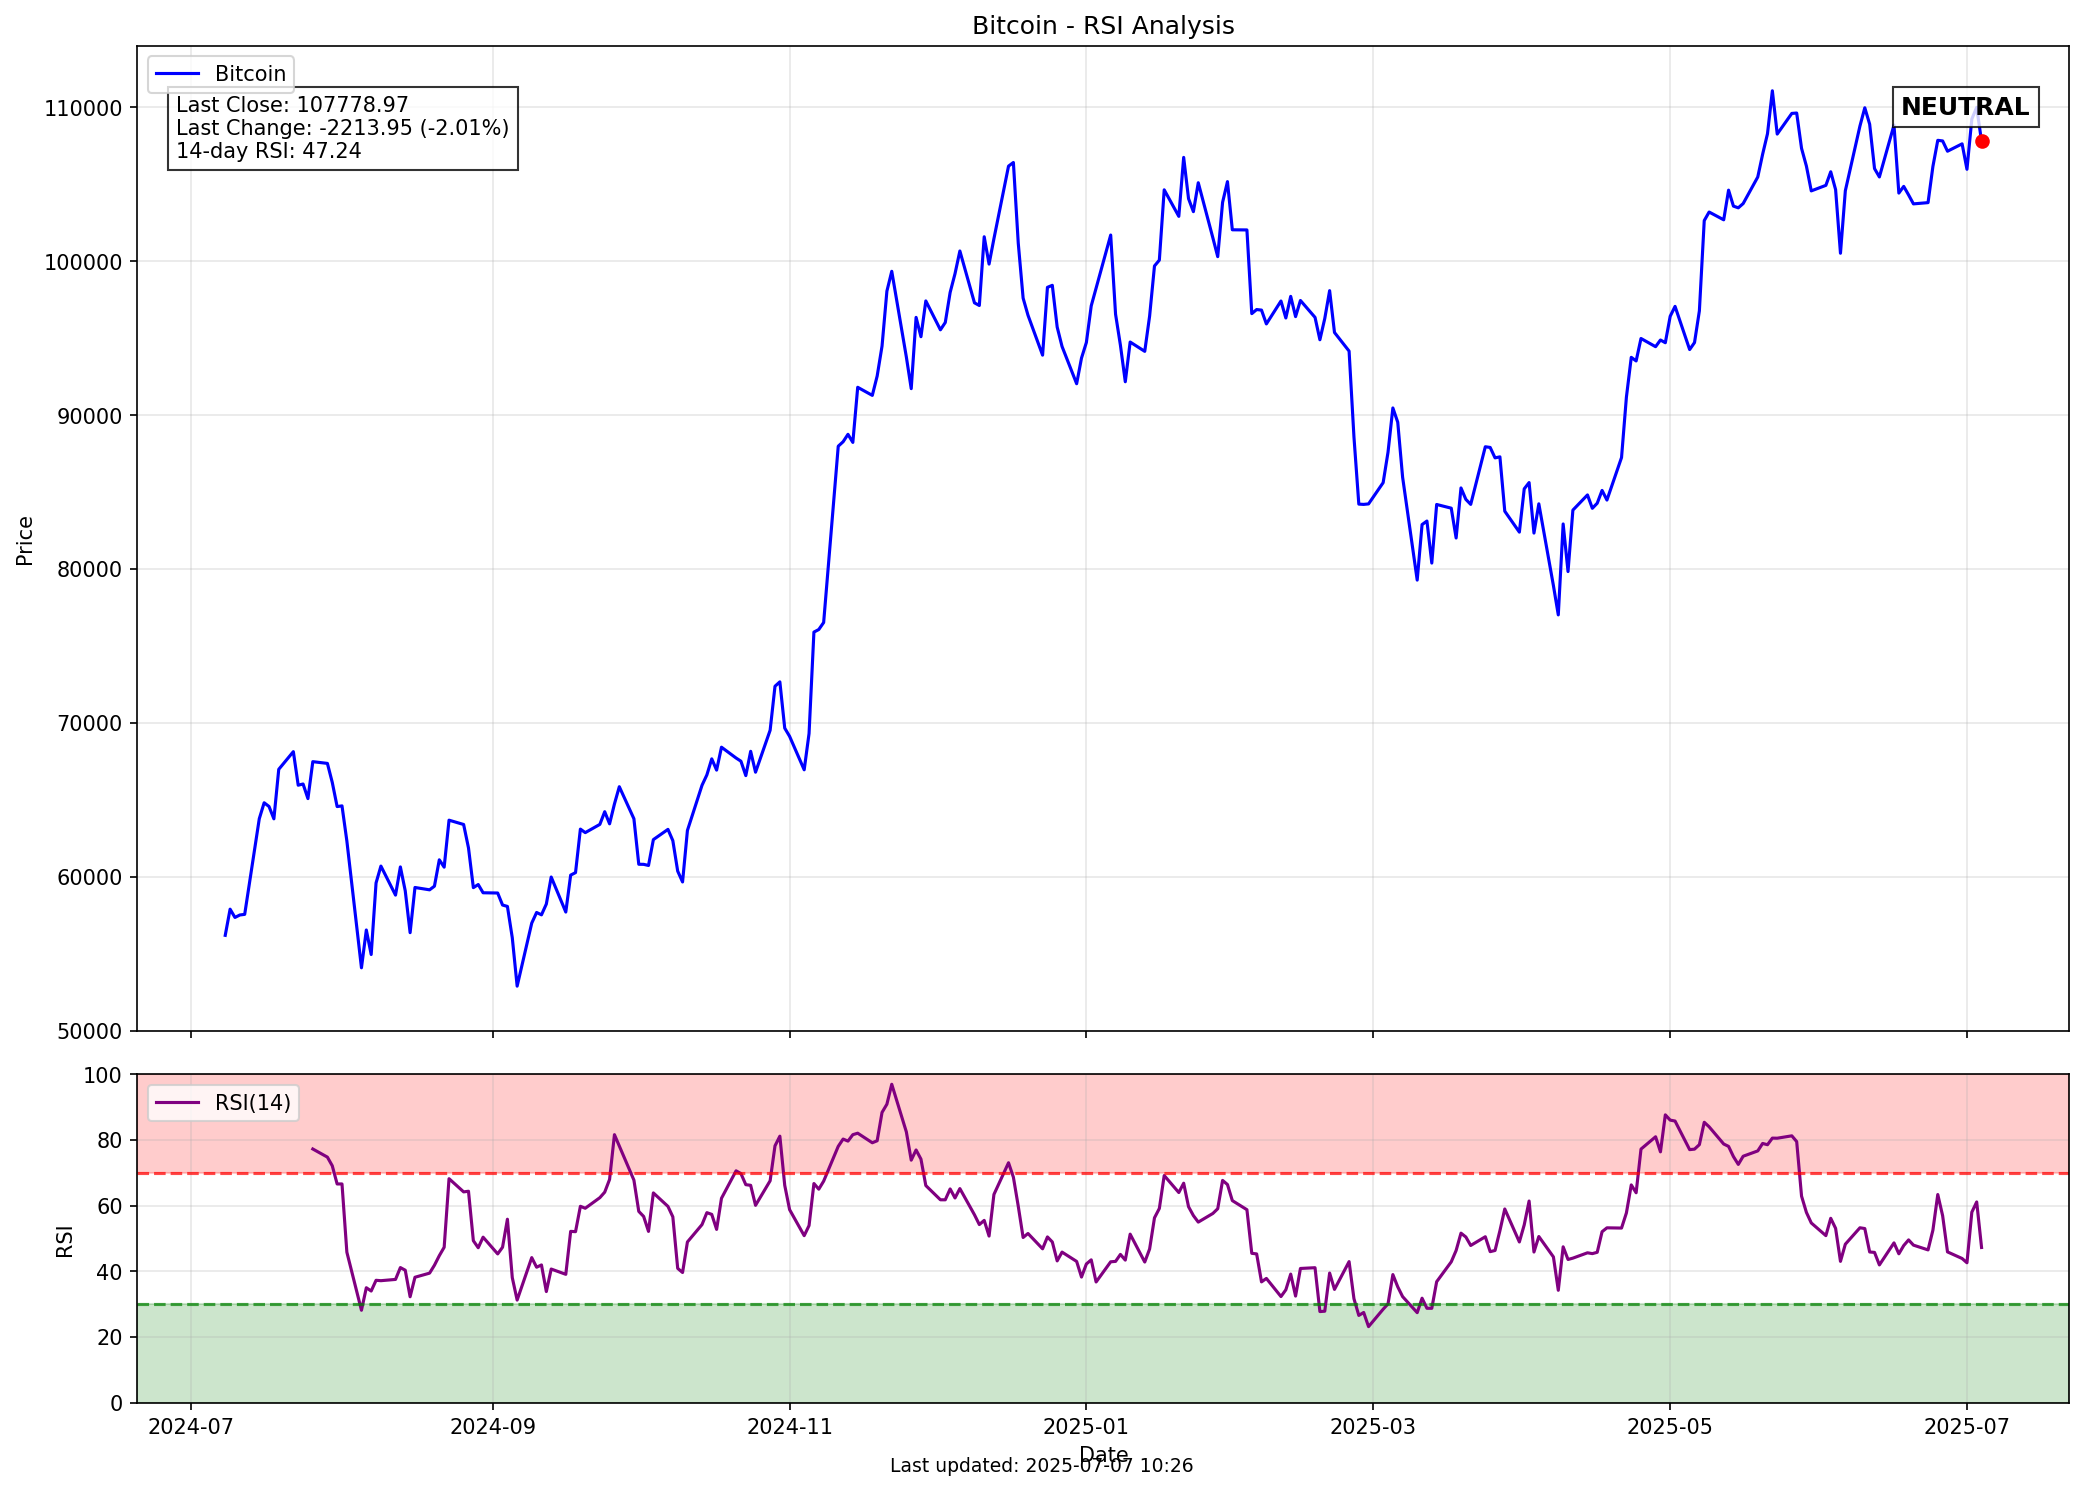 Bitcoin - RSI Analysis
Bitcoin
Last Close: 107778.97
Last Change: -2213.95 (-2.01%)
14-day RSI: 47.24
NEUTRAL
Price
110000
100000
90000
80000
70000
60000
50000
RSI(14)
RSI
100
80
60
40
20
0
2024-07
2024-09
2024-11
2025-01
2025-03
2025-05
2025-07
Date
Last updated: 2025-07-07 10:26